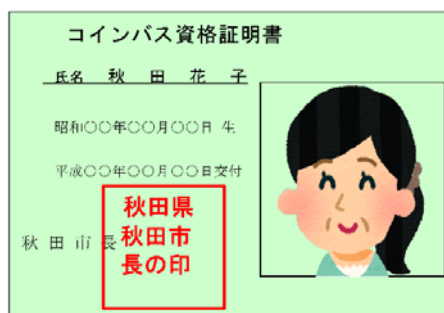 コインバス資格証明書
氏名 秋 田 花 子
昭和〇〇年〇〇月〇〇日 生
平成〇〇年〇〇月〇〇日交付
秋 田 市 長
秋田県
秋田市
長の印